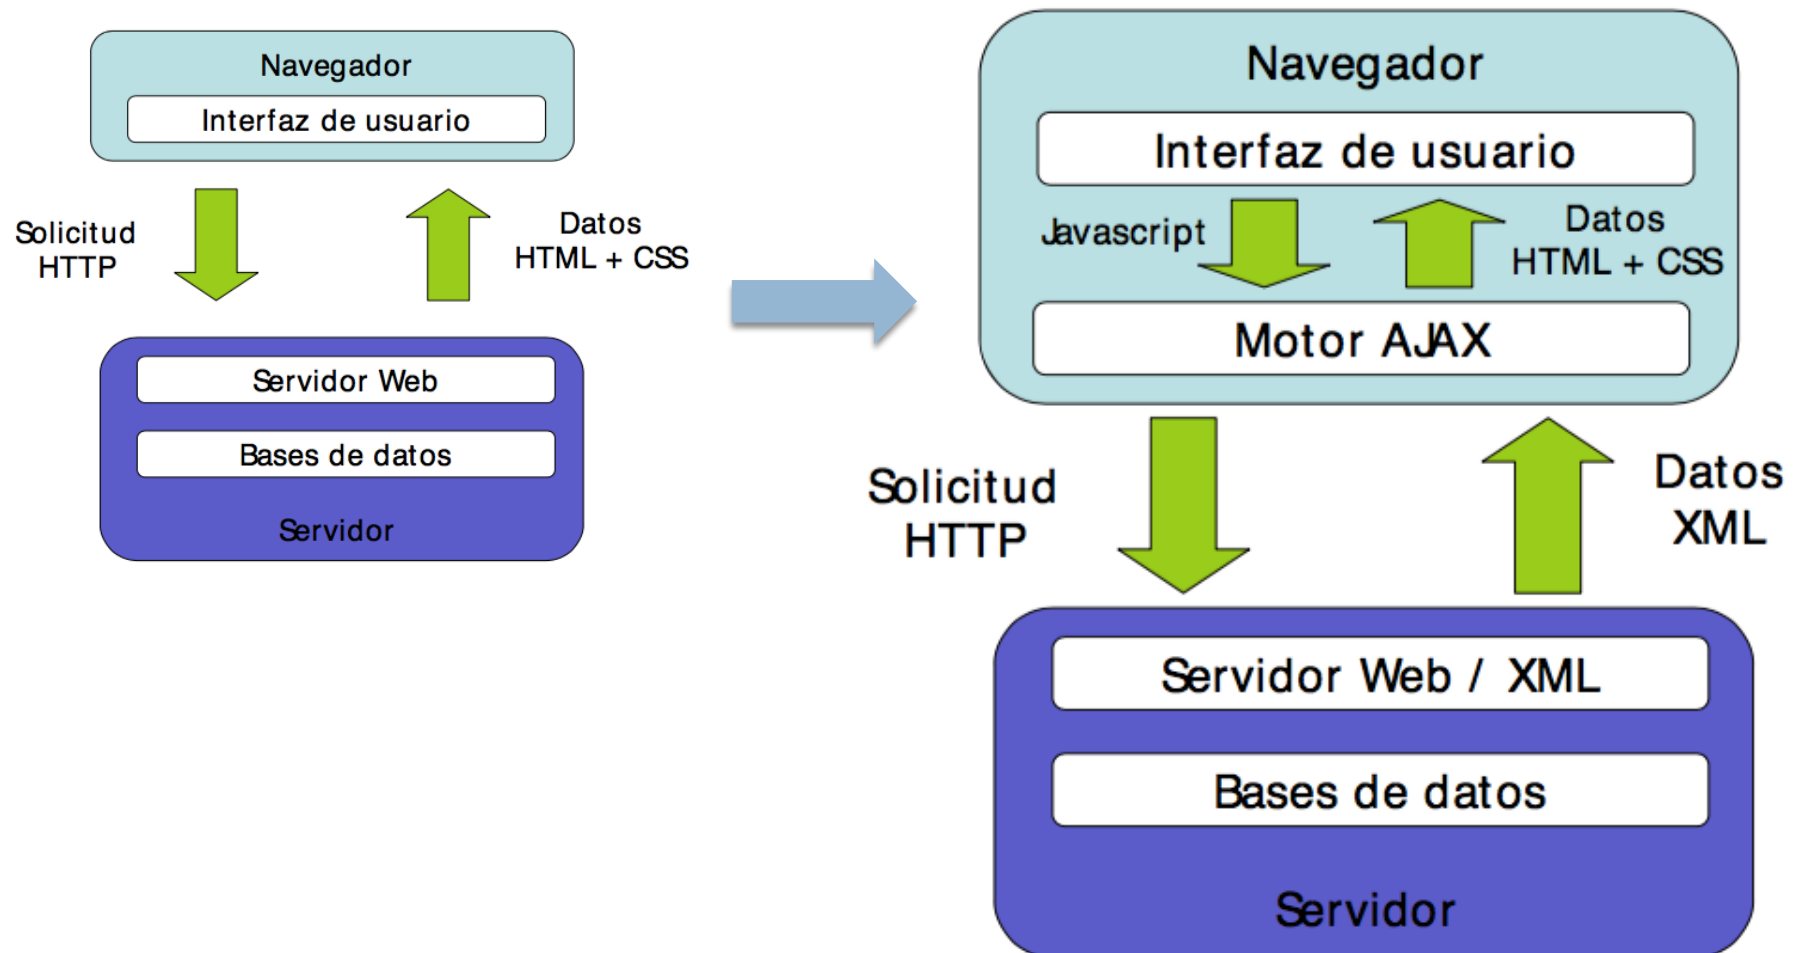 Navegador
Interfaz de usuario
Solicitud
HTTP
Datos
HTML + CSS
Servidor Web
Bases de datos
Servidor
Navegador
Interfaz de usuario
Javascript
Datos
HTML + CSS
Motor AJAX
Solicitud
HTTP
Datos
XML
Servidor Web / XML
Bases de datos
Servidor